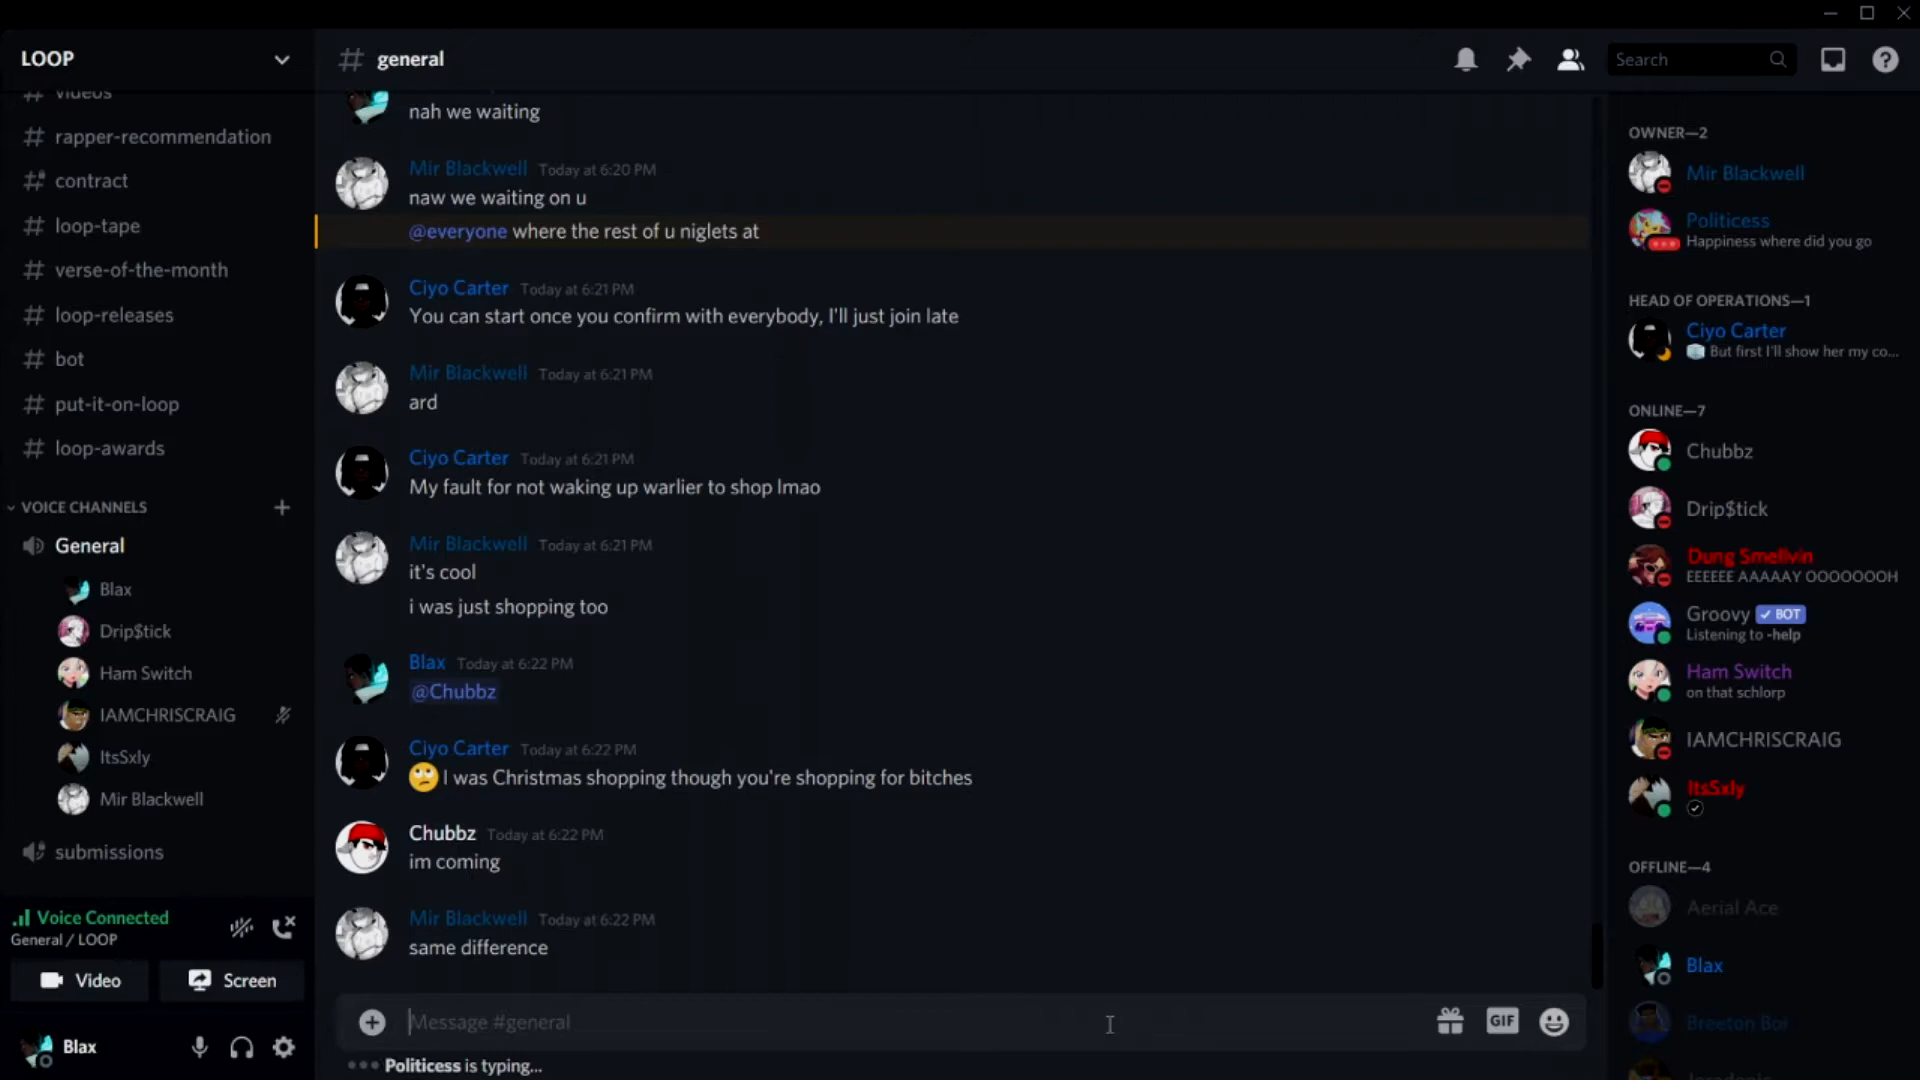 LOOP
videos
rapper-recommendation
contract
loop-tape
verse-of-the-month
loop-releases
bot
put-it-on-loop
loop-awards
VOICE CHANNELS
General
Blax
Drip$tick
Ham Switch
IAMCHRISCRAIG
ItsSxly
Mir Blackwell
submissions
Voice Connected
General / LOOP
Video Screen
Blax
general
nah we waiting
Mir Blackwell Today at 6:20 PM
naw we waiting on u
@everyone where the rest of u niglets at
Ciyo Carter Today at 6:21 PM
You can start once you confirm with everybody, I'll just join late
Mir Blackwell Today at 6:21 PM
ard
Ciyo Carter Today at 6:21 PM
My fault for not waking up warlier to shop lmao
Mir Blackwell Today at 6:21 PM
it's cool
i was just shopping too
Blax Today at 6:22 PM
@Chubbz
Ciyo Carter Today at 6:22 PM
🙄 I was Christmas shopping though you're shopping for bitches
Chubbz Today at 6:22 PM
im coming
Mir Blackwell Today at 6:22 PM
same difference
Message #general
GIF
Politicess is typing...
Search
OWNER—2
Mir Blackwell
Politicess
Happiness where did you go
HEAD OF OPERATIONS—1
Ciyo Carter
But first I'll show her my co...
ONLINE—7
Chubbz
Drip$tick
Dung Smellvin
EEEEEE AAAAAY OOOOOOOH
Groovy BOT
Listening to -help
Ham Switch
on that schlorp
IAMCHRISCRAIG
ItsSxly
OFFLINE—4
Aerial Ace
Blax
Breeton Boi